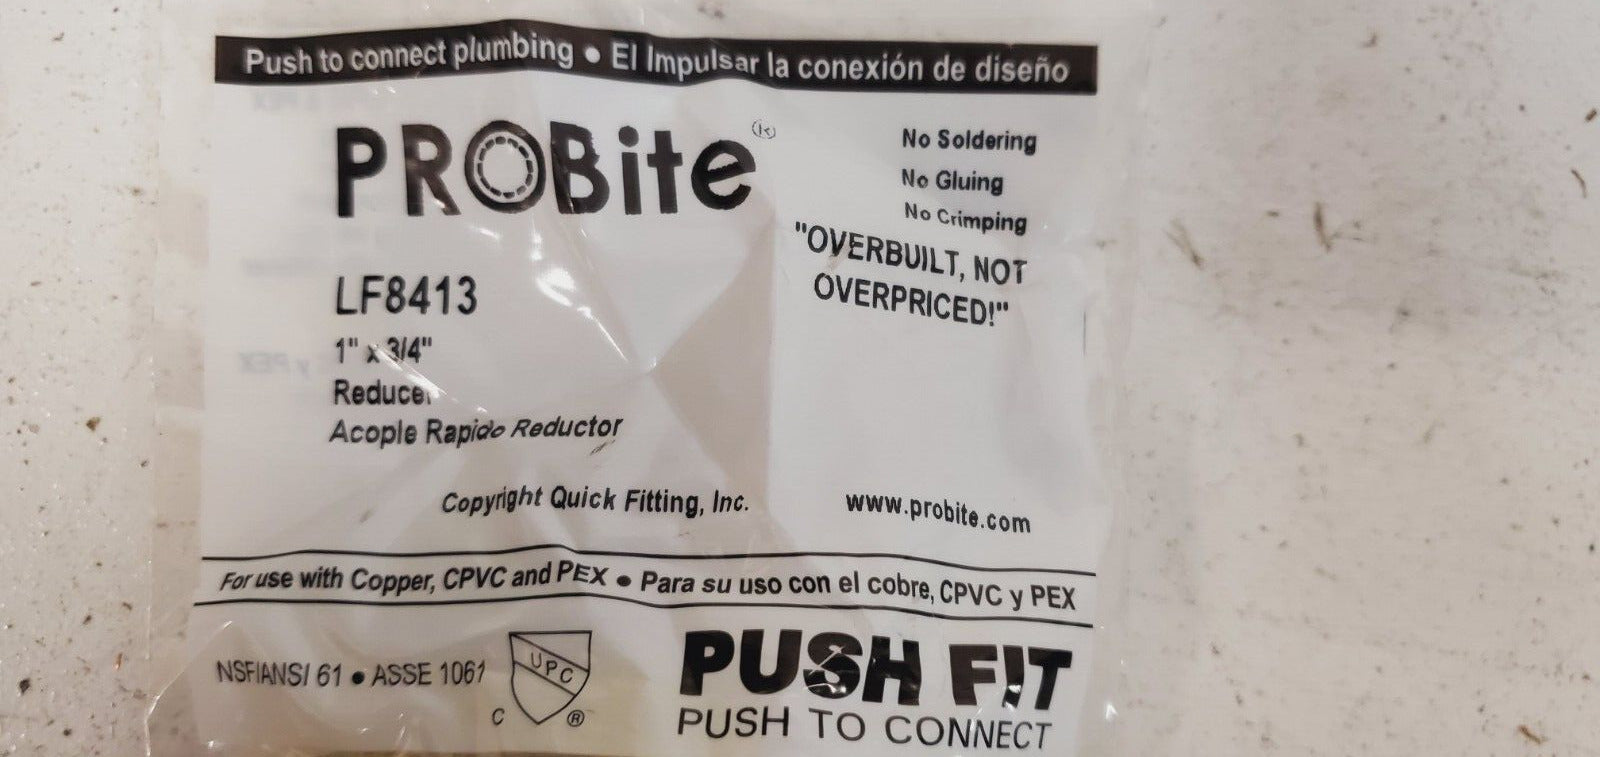 Push to connect plumbing • El Impulsar la conexión de diseño
PROBite®
No Soldering
No Gluing
No Crimping
"OVERBUILT, NOT
OVERPRICED!"
LF8413
1" x 3/4"
Reducer
Acople Rapido Reductor
Copyright Quick Fitting, Inc.
www.probite.com
For use with Copper, CPVC and PEX • Para su uso con el cobre, CPVC y PEX
NSF/ANSI 61 • ASSE 1061
UPC
C ®
PUSH FIT
PUSH TO CONNECT